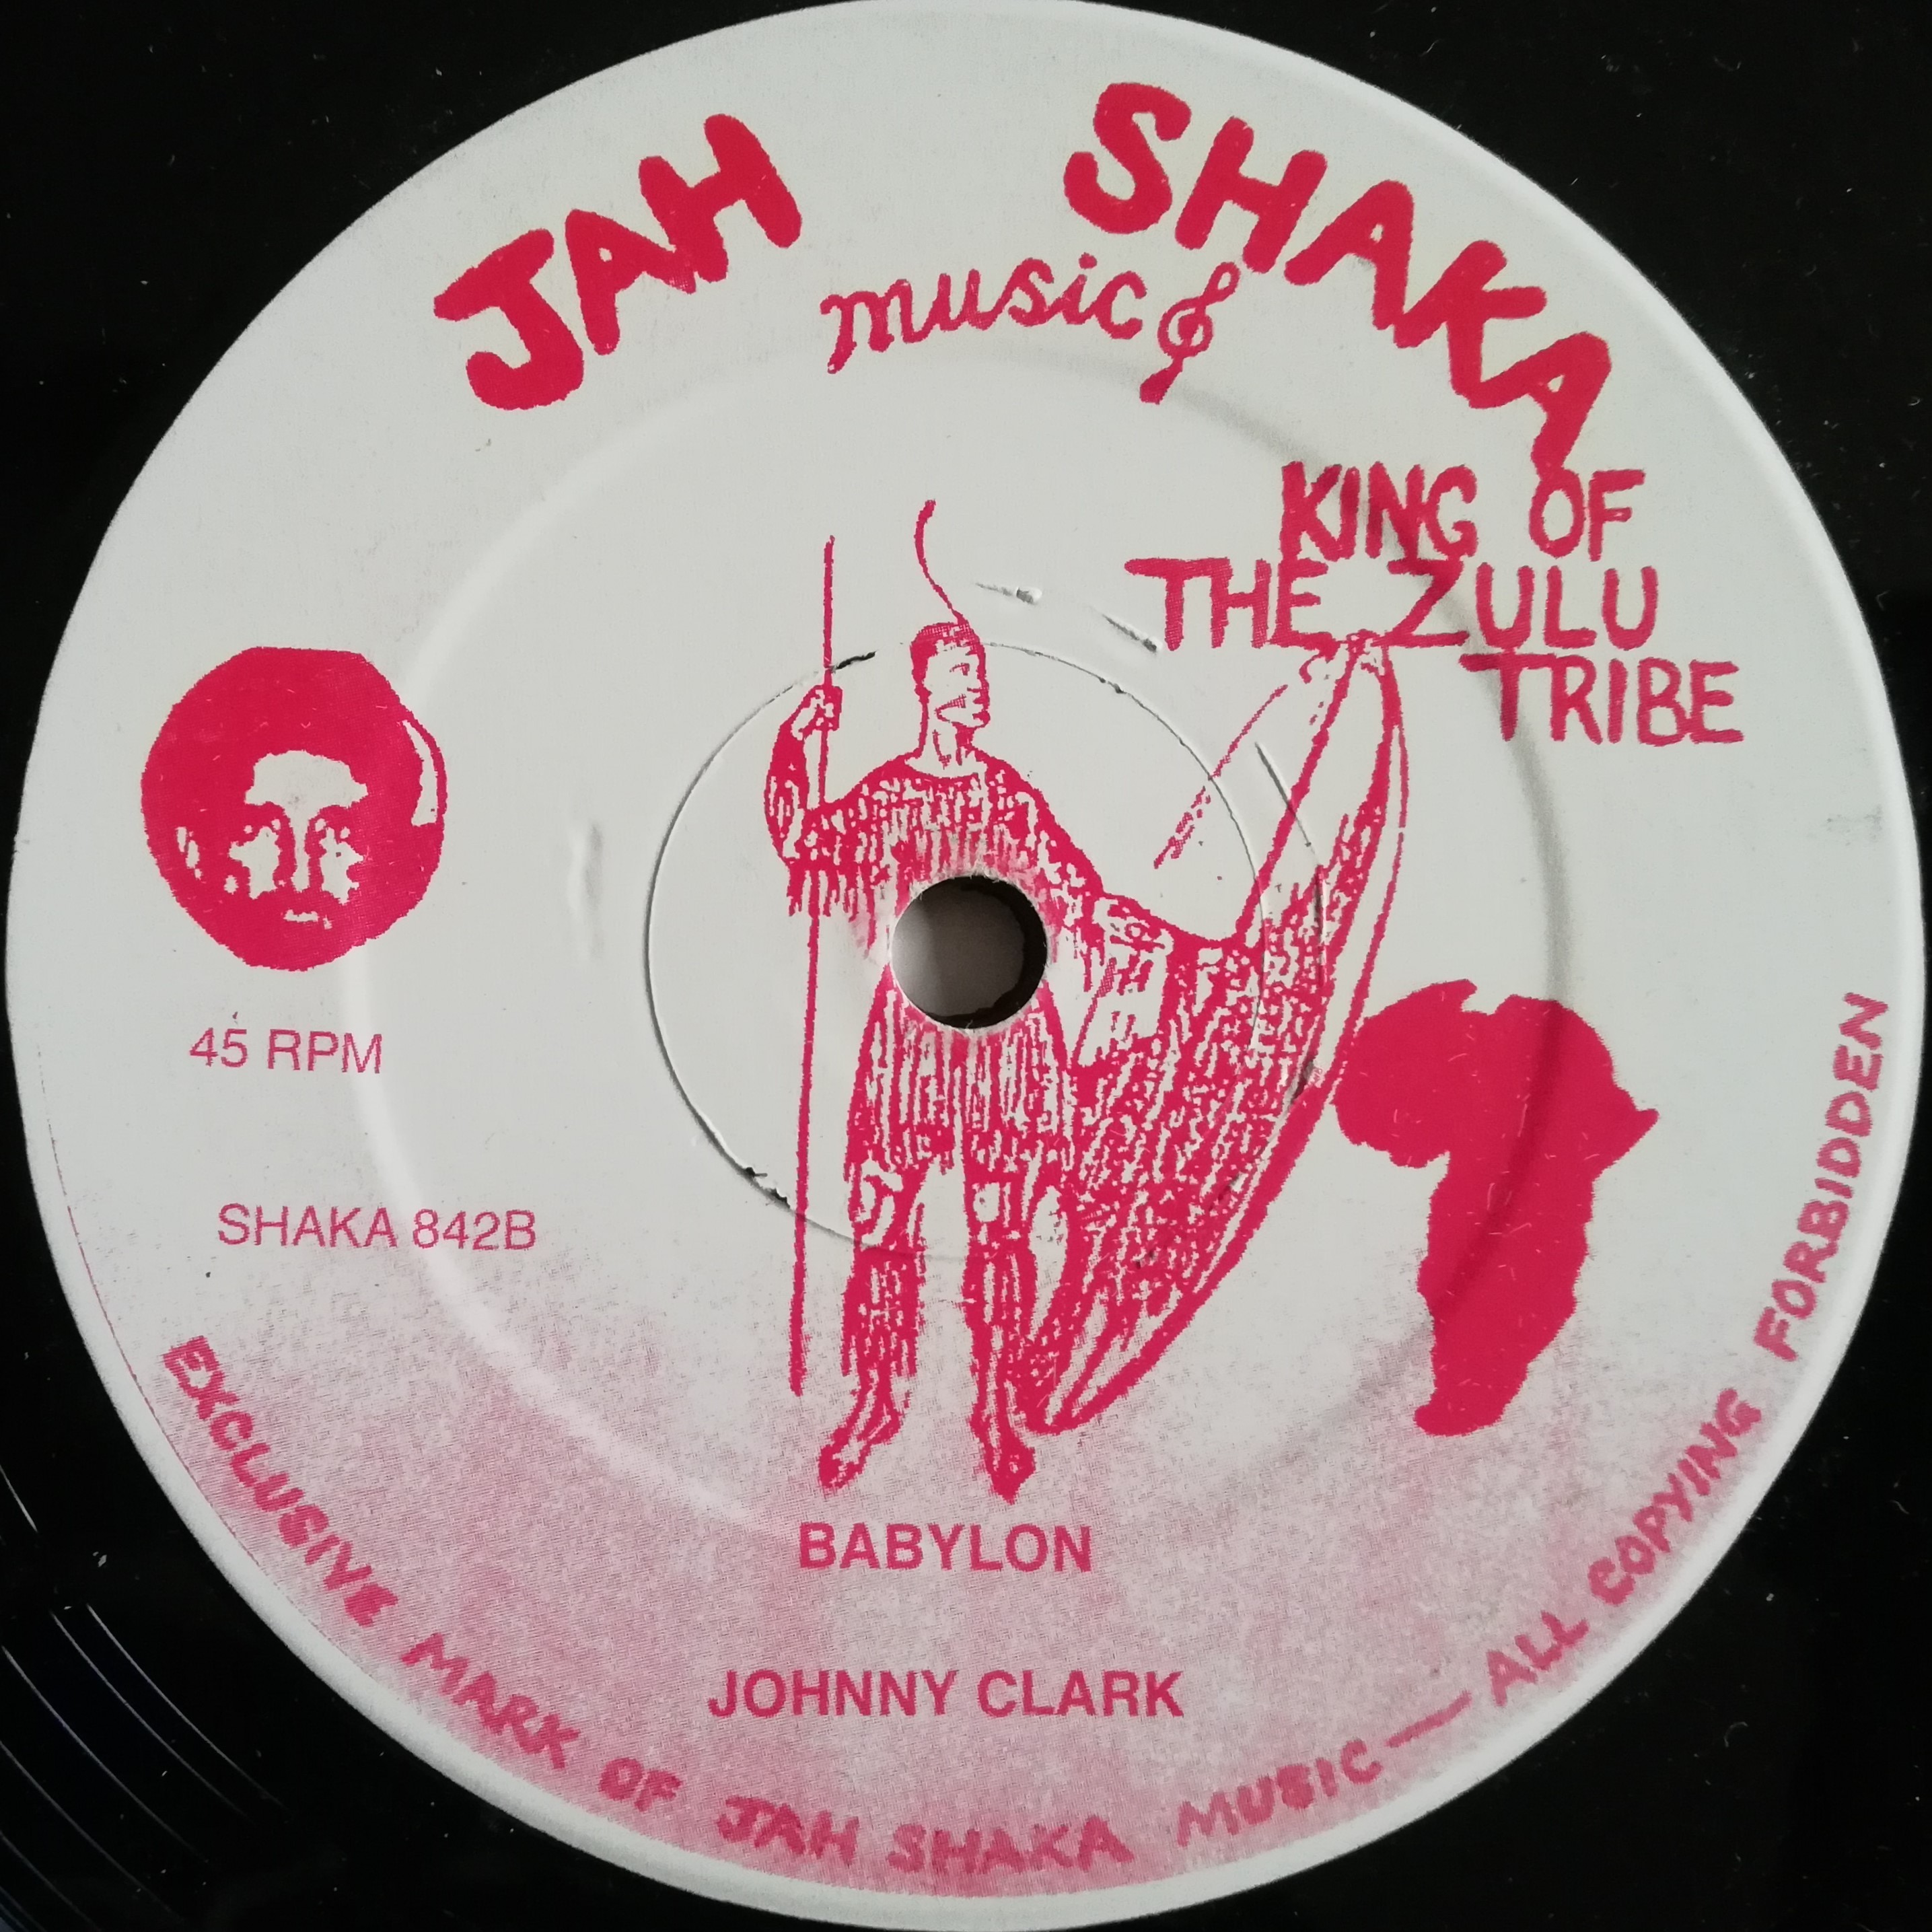 JAH SHAKA
music
KING OF
THE ZULU
TRIBE
45 RPM
SHAKA 842B
BABYLON
JOHNNY CLARK
EXCLUSIVE MARK OF JAH SHAKA MUSIC — ALL COPYING FORBIDDEN